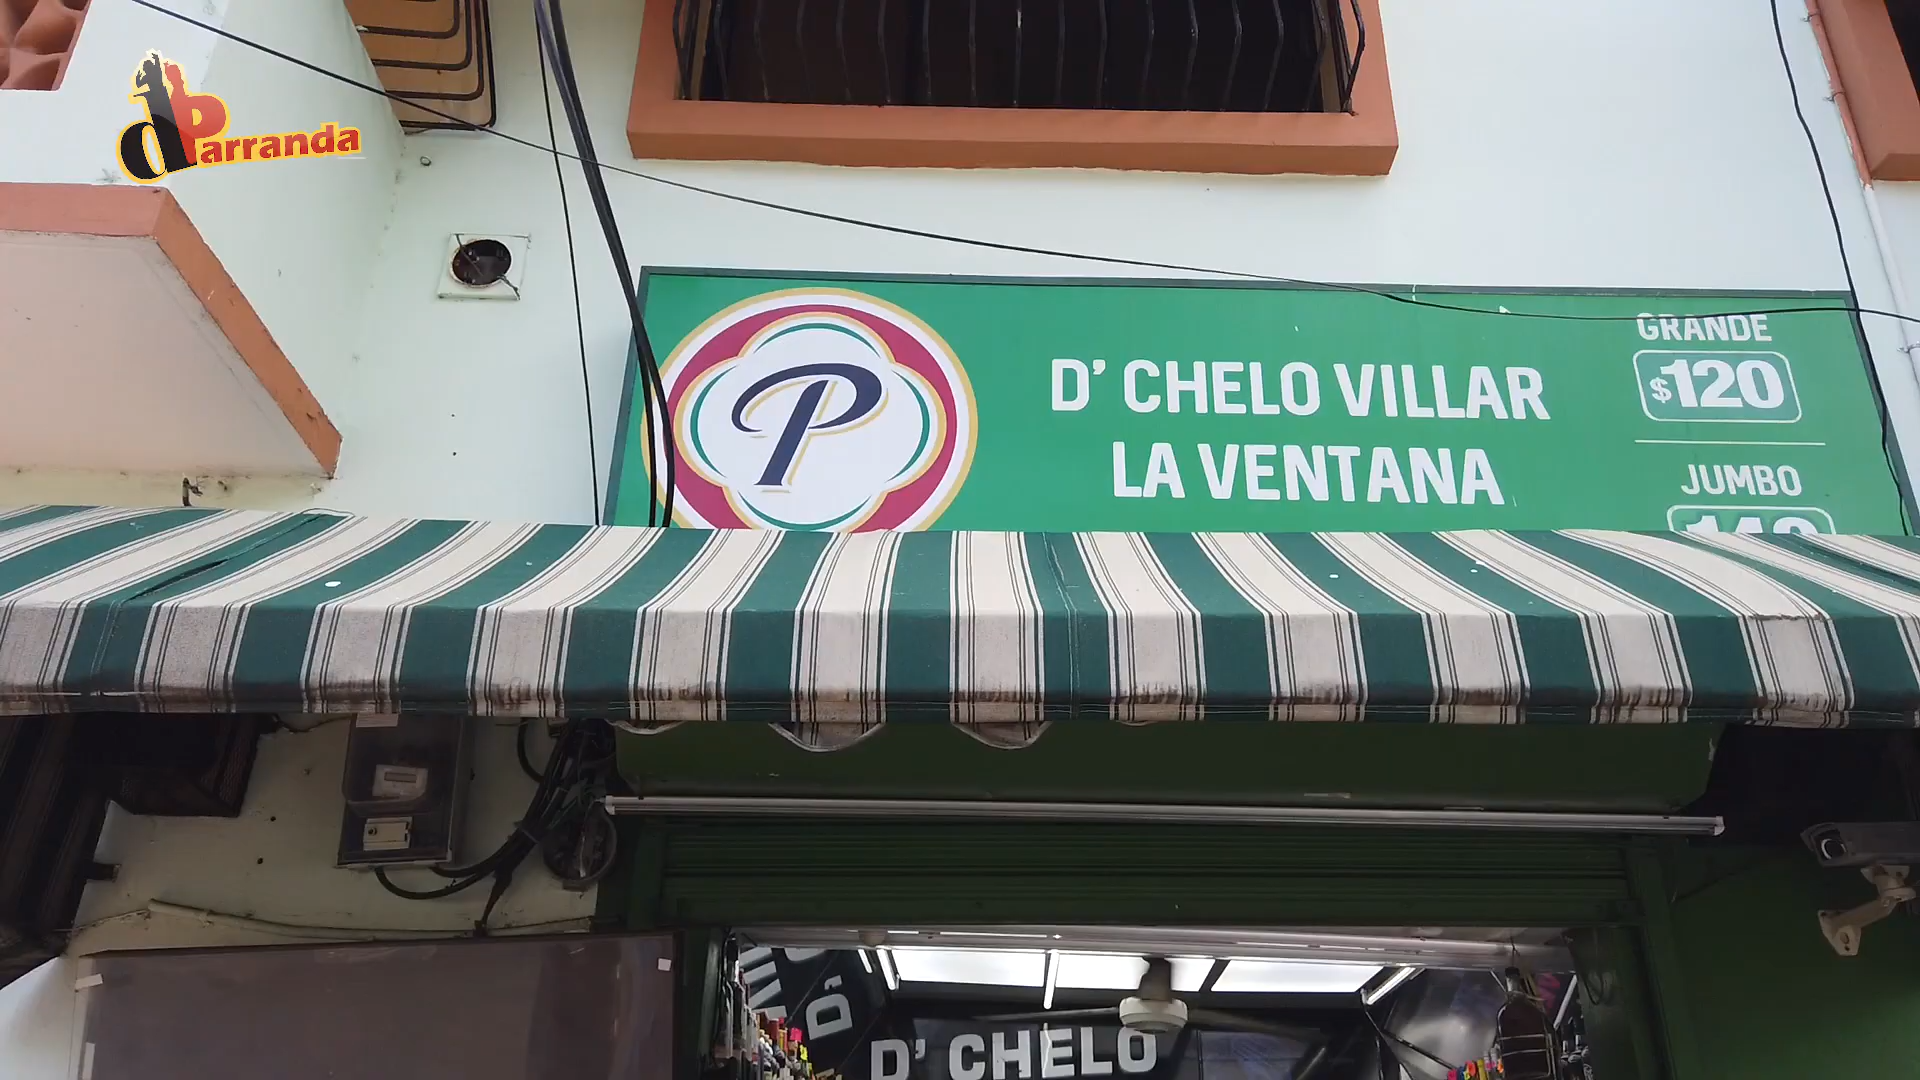 dParranda
P
D' CHELO VILLAR
LA VENTANA
GRANDE
$120
JUMBO
D' CHELO